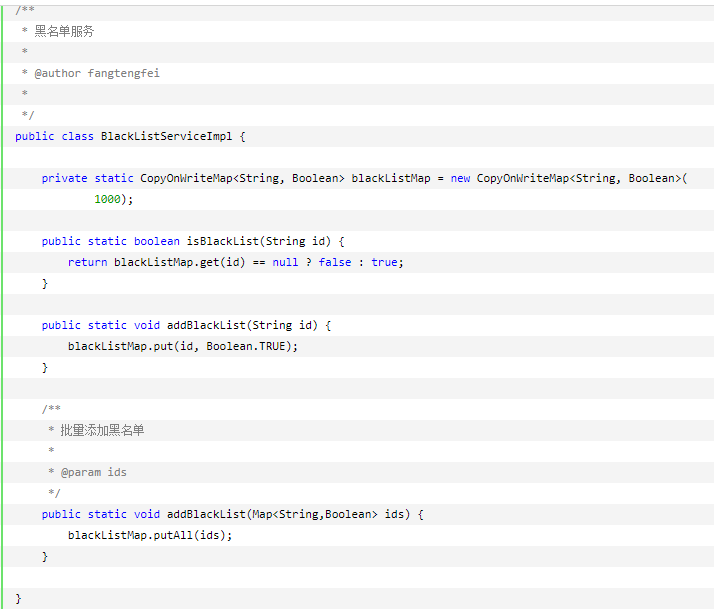 /**
 * 黑名单服务
 *
 * @author fangtengfei
 *
 */
public class BlackListServiceImpl {
    private static CopyOnWriteMap<String, Boolean> blackListMap = new CopyOnWriteMap<String, Boolean>(
            1000);
    public static boolean isBlackList(String id) {
        return blackListMap.get(id) == null ? false : true;
    }
    public static void addBlackList(String id) {
        blackListMap.put(id, Boolean.TRUE);
    }
    /**
     * 批量添加黑名单
     *
     * @param ids
     */
    public static void addBlackList(Map<String,Boolean> ids) {
        blackListMap.putAll(ids);
    }
}